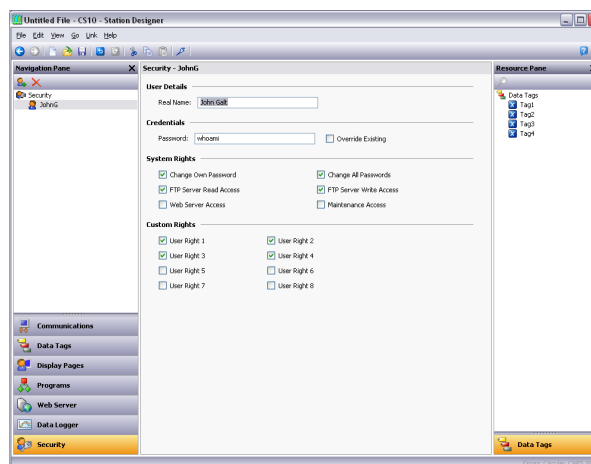 Untitled File - CS10 - Station Designer
File Edit View Go Link Help
Navigation Pane
Security
JohnG
Communications
Data Tags
Display Pages
Programs
Web Server
Data Logger
Security
Security - JohnG
User Details
Real Name: John Galt
Credentials
Password: whoami Override Existing
System Rights
Change Own Password Change All Passwords
FTP Server Read Access FTP Server Write Access
Web Server Access Maintenance Access
Custom Rights
User Right 1 User Right 2
User Right 3 User Right 4
User Right 5 User Right 6
User Right 7 User Right 8
Resource Pane
Data Tags
Tag1
Tag2
Tag3
Tag4
Data Tags